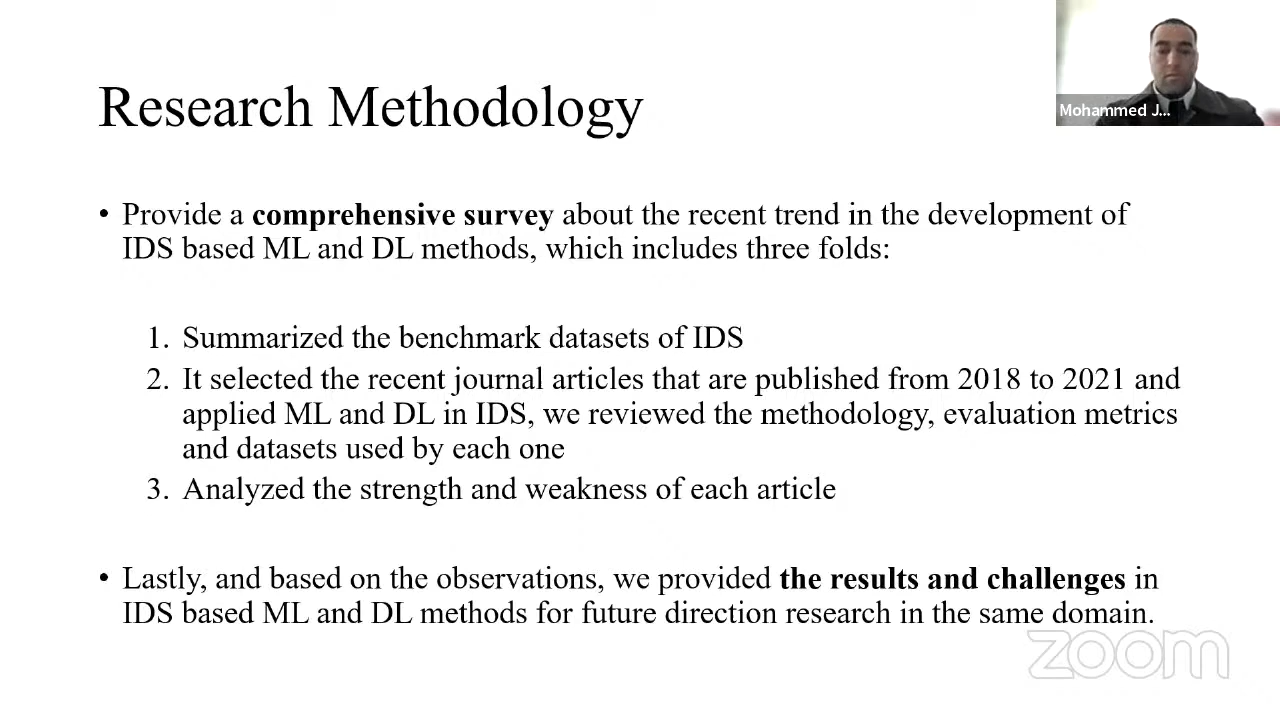 Research Methodology
Mohammed J...
• Provide a comprehensive survey about the recent trend in the development of
IDS based ML and DL methods, which includes three folds:
1. Summarized the benchmark datasets of IDS
2. It selected the recent journal articles that are published from 2018 to 2021 and
applied ML and DL in IDS, we reviewed the methodology, evaluation metrics
and datasets used by each one
3. Analyzed the strength and weakness of each article
• Lastly, and based on the observations, we provided the results and challenges in
IDS based ML and DL methods for future direction research in the same domain.
zoom